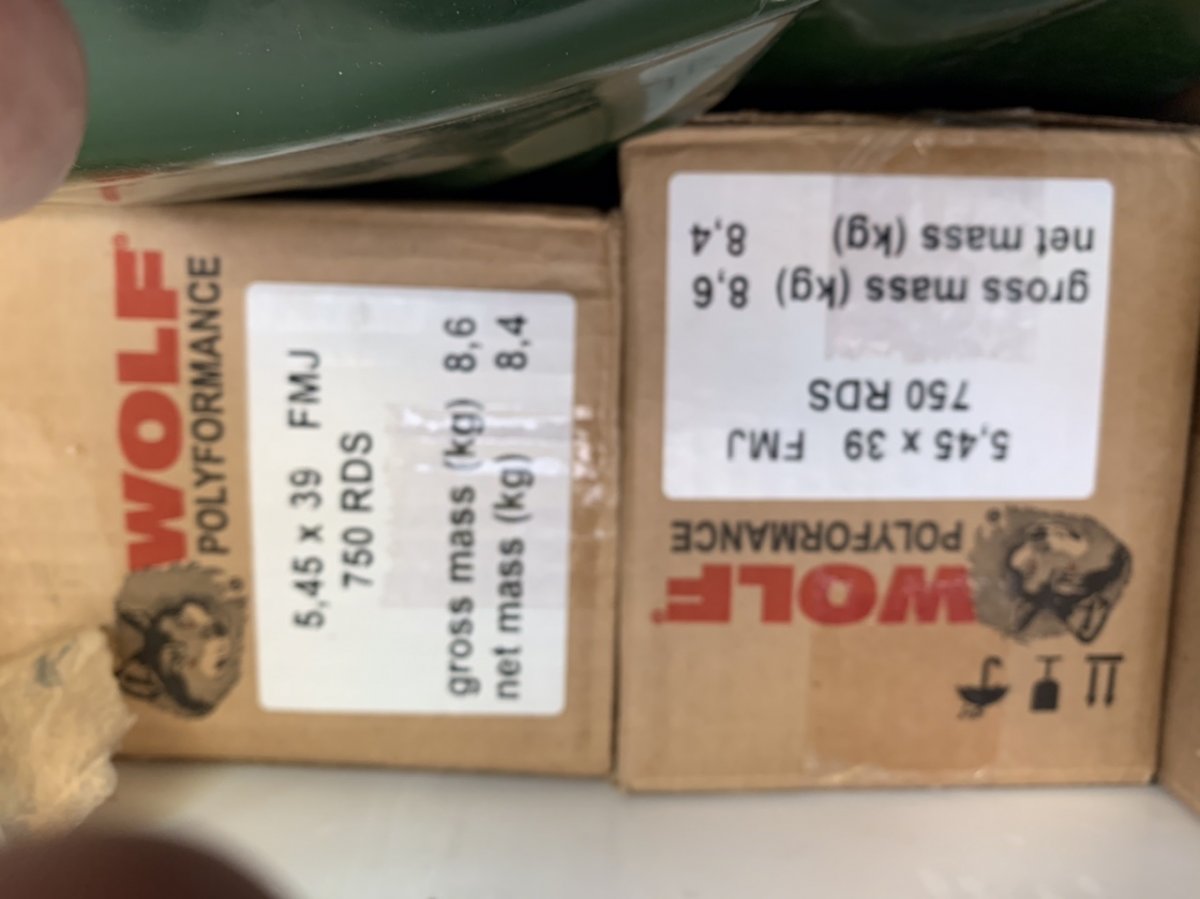 WOLF®
POLYFORMANCE
5,45 x 39 FMJ
750 RDS
gross mass (kg) 8,6
net mass (kg) 8,4
WOLF®
POLYFORMANCE
5,45 x 39 FMJ
750 RDS
gross mass (kg) 8,6
net mass (kg) 8,4